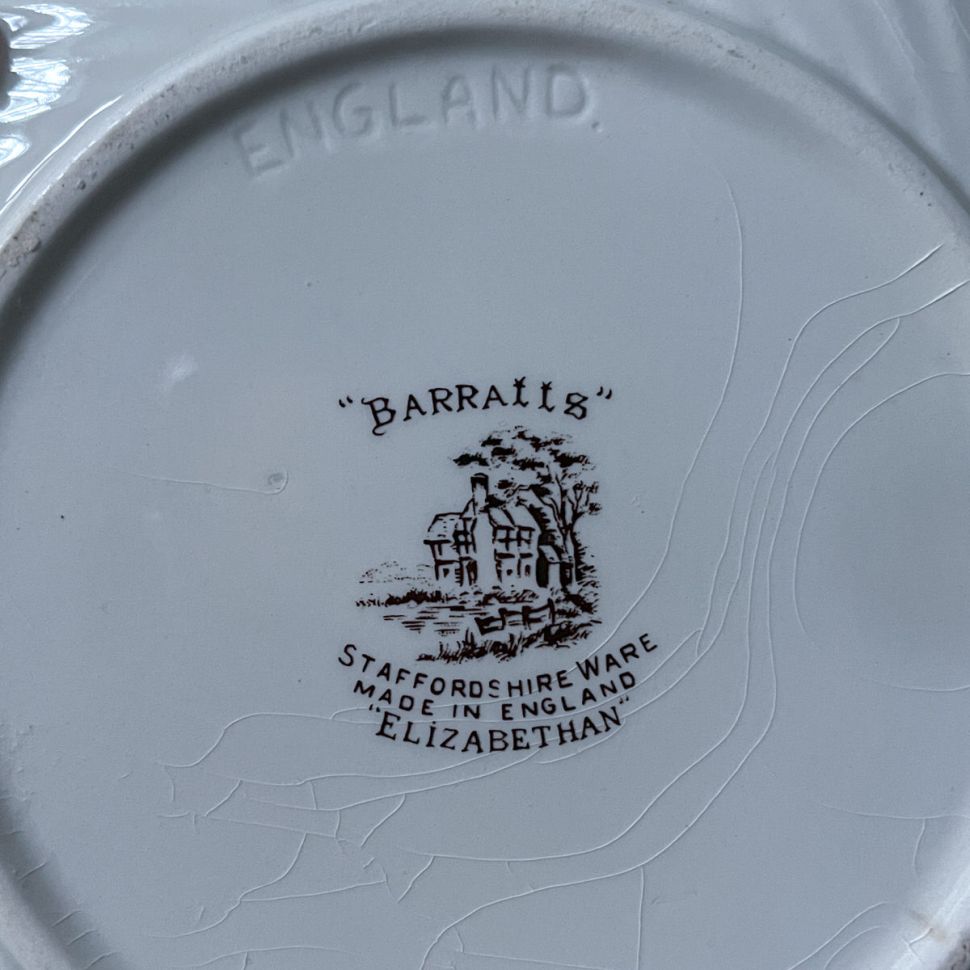 ENGLAND.
"BARRATTS"
STAFFORDSHIRE WARE
MADE IN ENGLAND
"ELIZABETHAN"